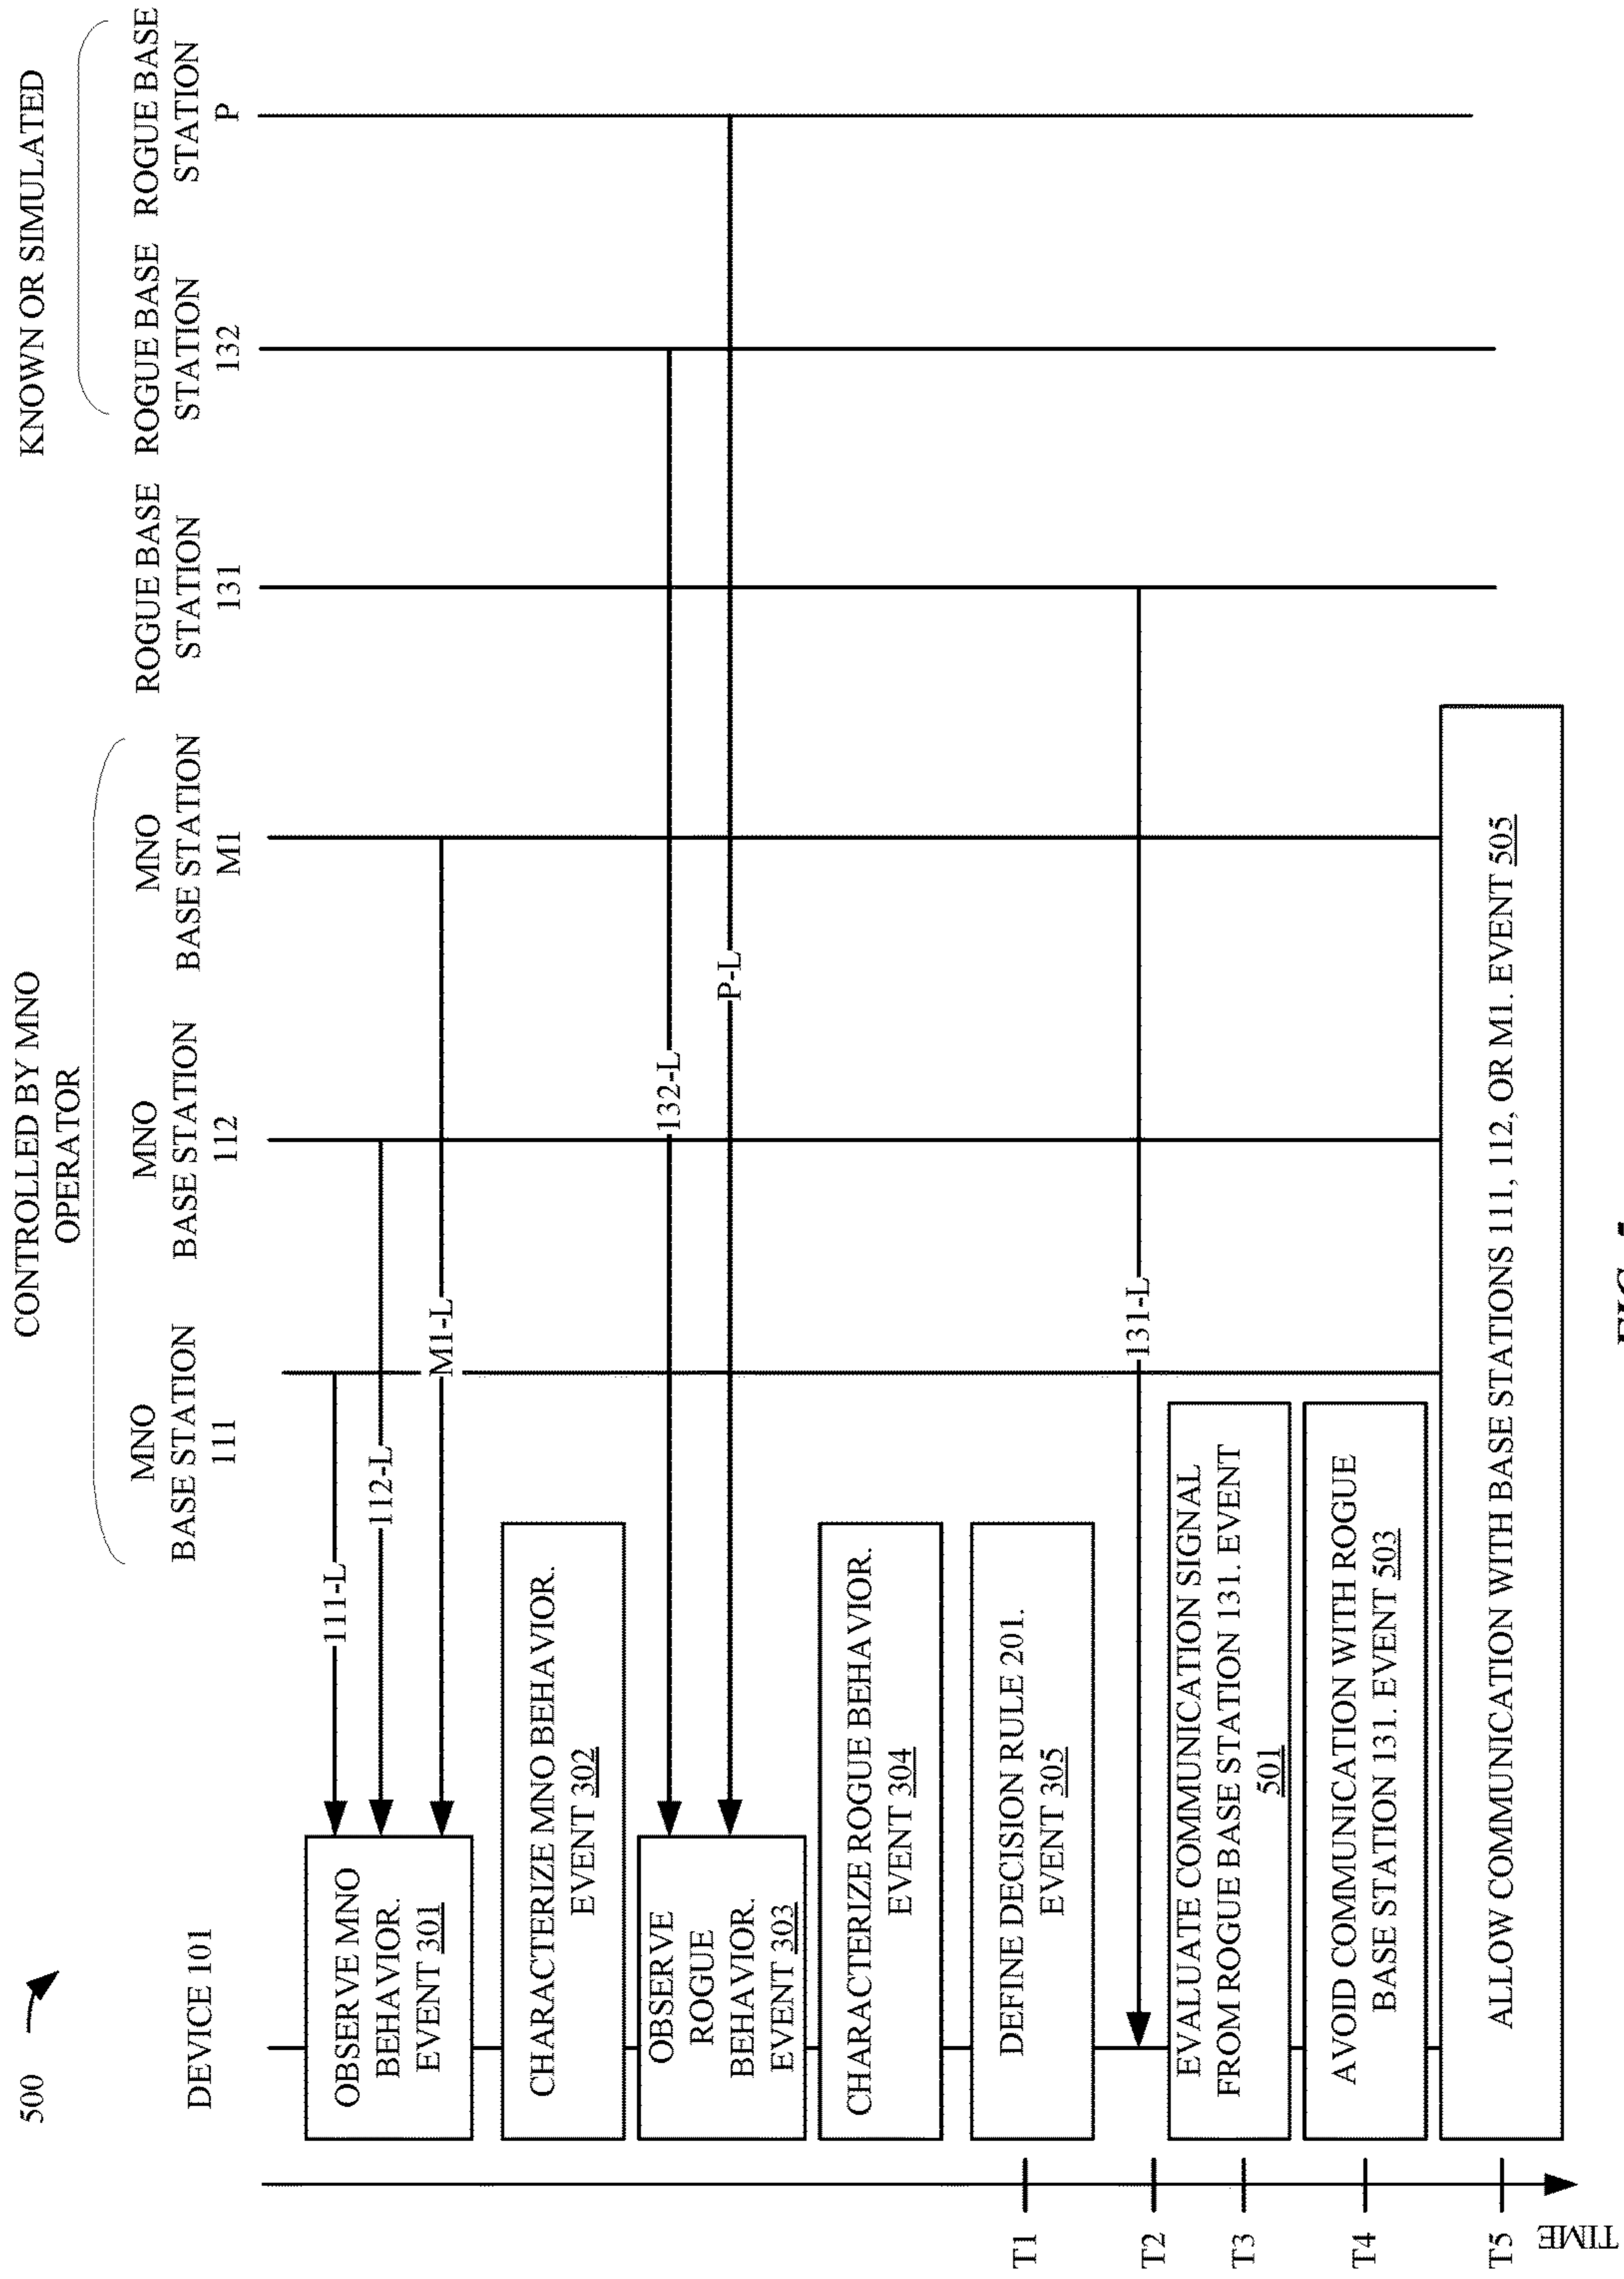 500
CONTROLLED BY MNO
OPERATOR
KNOWN OR SIMULATED
DEVICE 101
MNO
BASE STATION
111
MNO
BASE STATION
112
MNO
BASE STATION
M1
ROGUE BASE
STATION
131
ROGUE BASE
STATION
132
ROGUE BASE
STATION
P
OBSERVE MNO
BEHAVIOR.
EVENT 301
111-L
112-L
M1-L
CHARACTERIZE MNO BEHAVIOR.
EVENT 302
OBSERVE
ROGUE
BEHAVIOR.
EVENT 303
132-L
P-L
CHARACTERIZE ROGUE BEHAVIOR.
EVENT 304
DEFINE DECISION RULE 201.
EVENT 305
T1
131-L
T2
EVALUATE COMMUNICATION SIGNAL
FROM ROGUE BASE STATION 131. EVENT
501
T3
AVOID COMMUNICATION WITH ROGUE
BASE STATION 131. EVENT 503
T4
ALLOW COMMUNICATION WITH BASE STATIONS 111, 112, OR M1. EVENT 505
T5
TIME